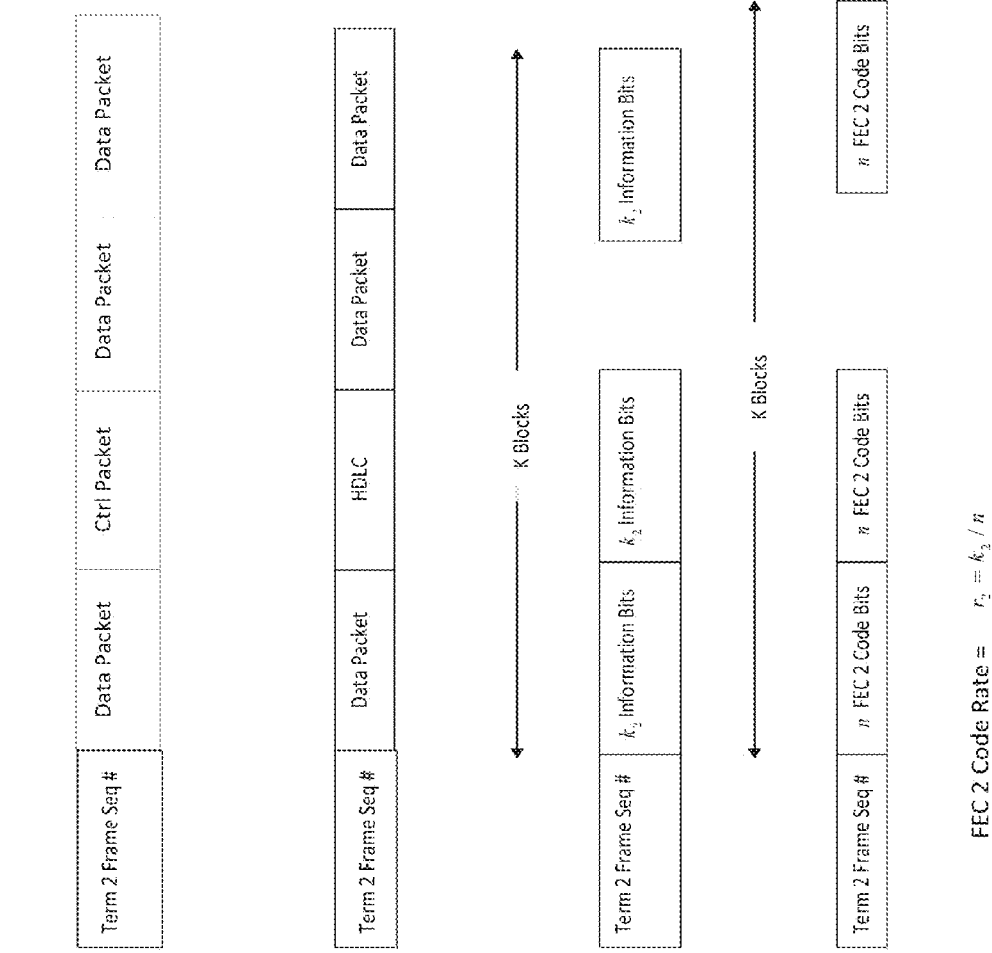 Term 2 Frame Seq # Data Packet Ctrl Packet Data Packet Data Packet
Term 2 Frame Seq # Data Packet HDLC Data Packet Data Packet
K Blocks
Term 2 Frame Seq # k₂ Information Bits k₂ Information Bits k₂ Information Bits
K Blocks
Term 2 Frame Seq # n FEC 2 Code Bits n FEC 2 Code Bits n FEC 2 Code Bits
FEC 2 Code Rate = r₂ = k₂ / n